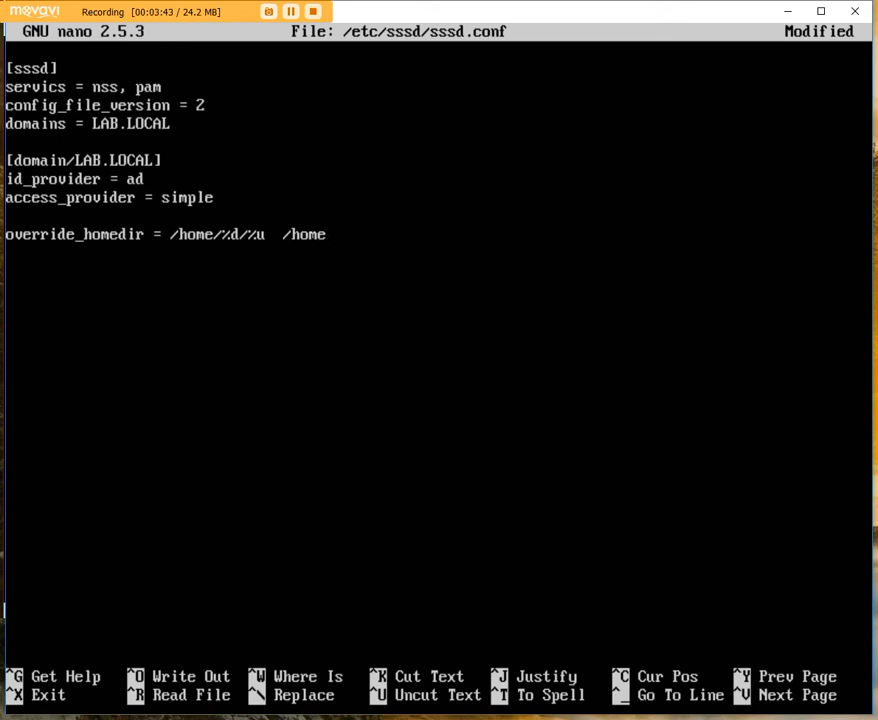 movavi Recording [00:03:43 / 24.2 MB]
GNU nano 2.5.3 File: /etc/sssd/sssd.conf Modified
[sssd]
servics = nss, pam
config_file_version = 2
domains = LAB.LOCAL
[domain/LAB.LOCAL]
id_provider = ad
access_provider = simple
override_homedir = /home/%d/%u /home
^G Get Help ^O Write Out ^W Where Is ^K Cut Text ^J Justify ^C Cur Pos ^Y Prev Page
^X Exit ^R Read File ^\ Replace ^U Uncut Text ^T To Spell ^_ Go To Line ^V Next Page